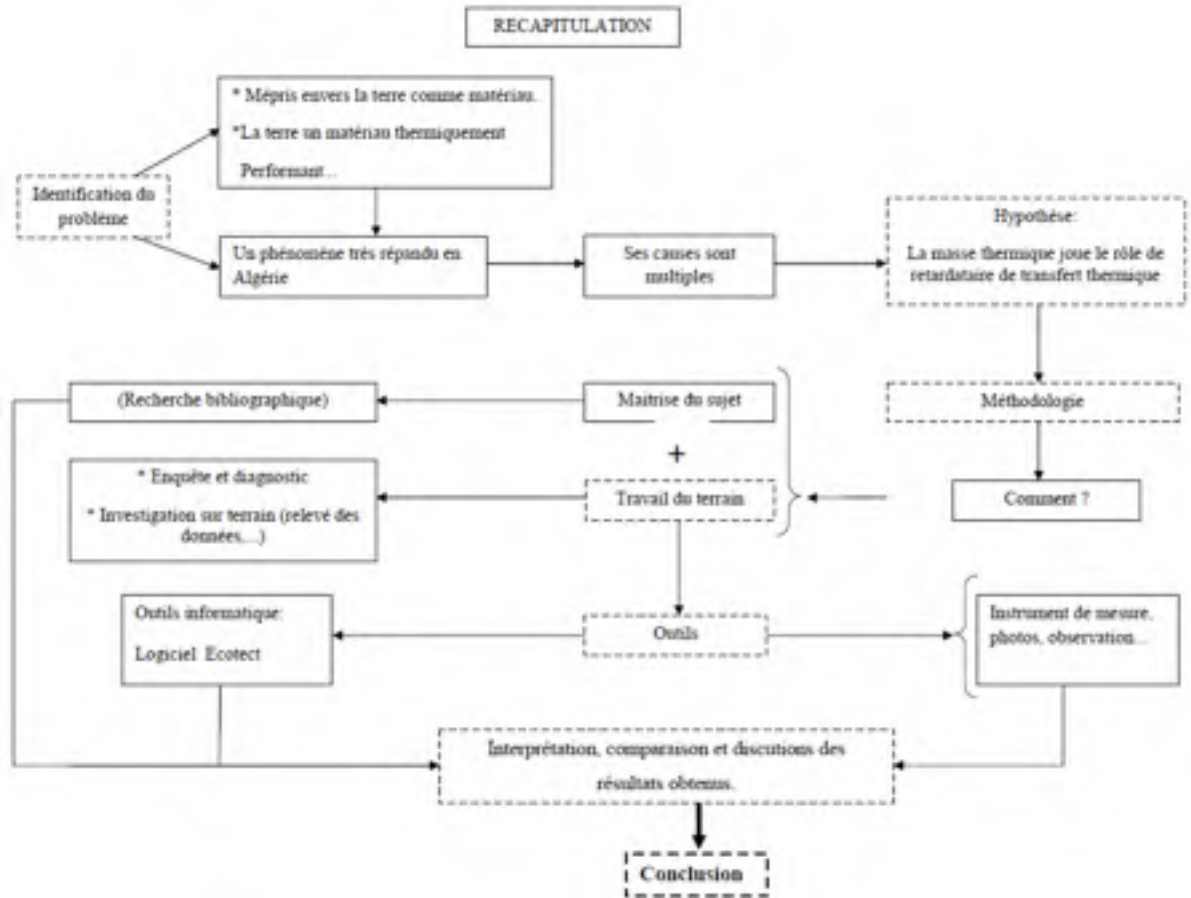 RECAPITULATION
* Mépris envers la terre comme matériau.
*La terre un matériau thermiquement
Performant...
Identification du
problème
Un phénomène très répandu en
Algérie
Ses causes sont
multiples
Hypothèse:
La masse thermique joue le rôle de
retardataire de transfert thermique
(Recherche bibliographique)
Maitrise du sujet
Méthodologie
+
* Enquête et diagnostic
* Investigation sur terrain (relevé des
données,...)
Travail du terrain
Comment ?
Outils informatique:
Logiciel Ecotect
Outils
Instrument de mesure,
photos, observation...
Interprétation, comparaison et discutions des
résultats obtenus.
Conclusion